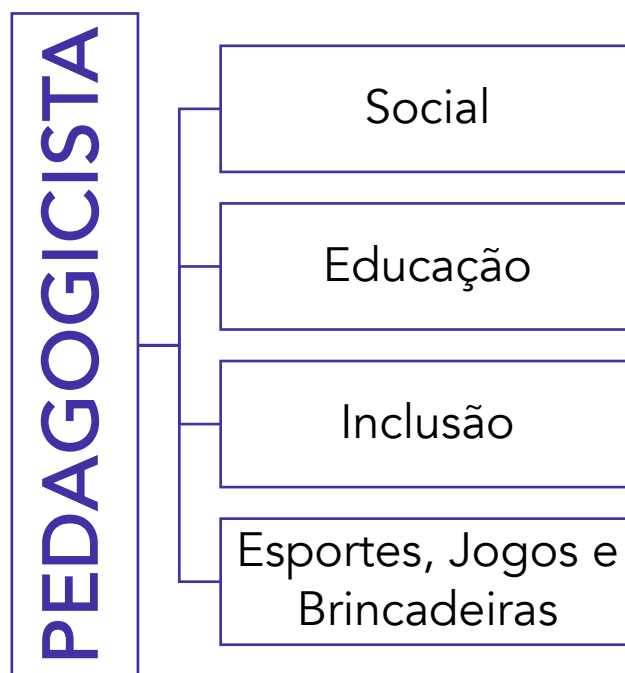 PEDAGOGICISTA
Social
Educação
Inclusão
Esportes, Jogos e
Brincadeiras